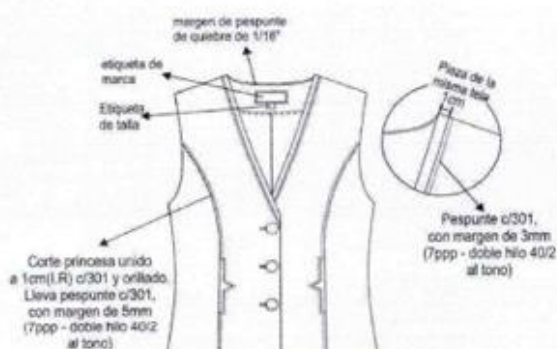 margen de pespunte
de quiebre de 1/16"
etiqueta de
marca
Etiqueta
de talla
Pieza de la
misma tela
1cm
Pespunte c/301,
con margen de 3mm
(7ppp - doble hilo 40/2
al tono)
Corte princesa unido
a 1cm(I.R) c/301 y orillado.
Lleva pespunte c/301,
con margen de 5mm
(7ppp - doble hilo 40/2
al tono)